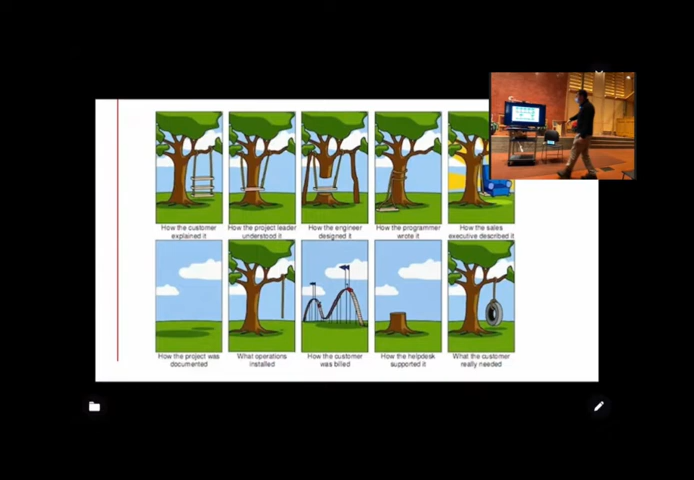 How the customer
explained it
How the project leader
understood it
How the engineer
designed it
How the programmer
wrote it
How the sales
executive described it
How the project was
documented
What operations
installed
How the customer
was billed
How the helpdesk
supported it
What the customer
really needed